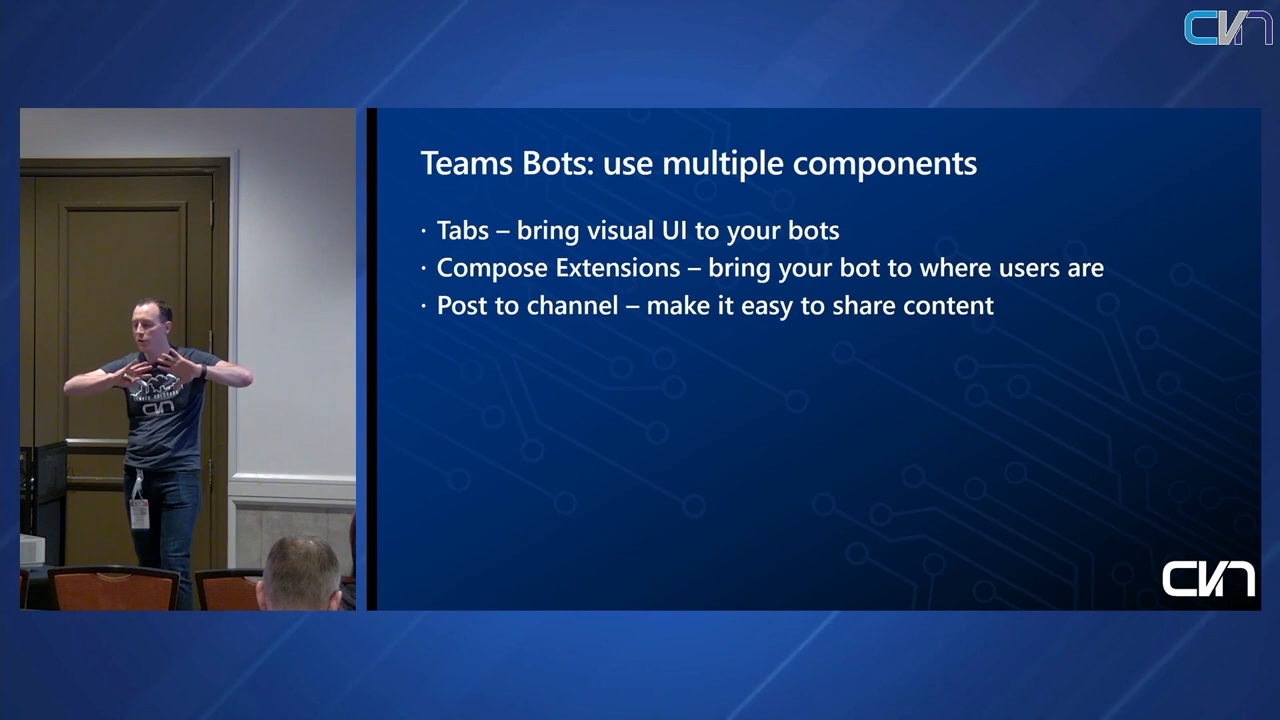 CVN
Teams Bots: use multiple components
· Tabs – bring visual UI to your bots
· Compose Extensions – bring your bot to where users are
· Post to channel – make it easy to share content
CVN
CVN